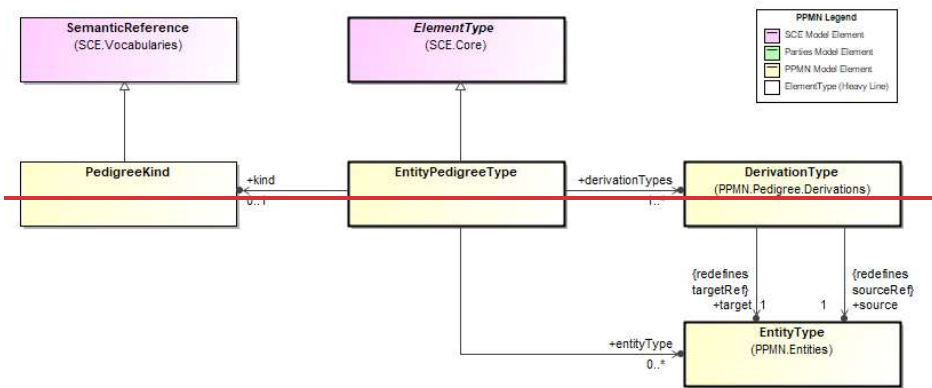 SemanticReference
(SCE.Vocabularies)
ElementType
(SCE.Core)
PPMN Legend
SCE Model Element
Parties Model Element
PPMN Model Element
ElementType (Heavy Line)
PedigreeKind
+kind
0..1
EntityPedigreeType
+derivationTypes
1..*
DerivationType
(PPMN.Pedigree.Derivations)
{redefines
targetRef}
+target
1
{redefines
sourceRef}
+source
1
+entityType
0..*
EntityType
(PPMN.Entities)